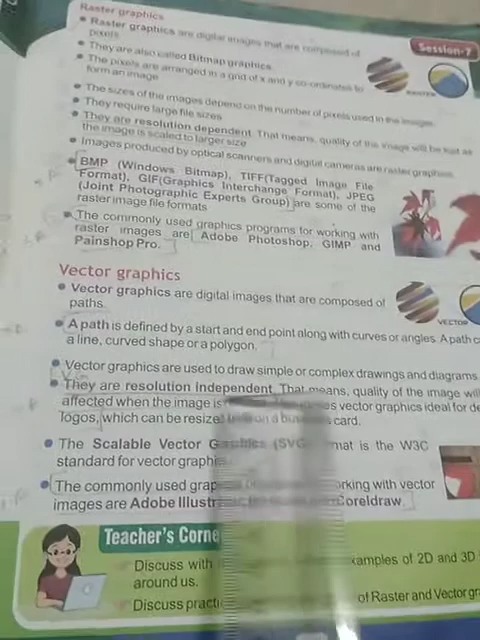 Raster graphics
Raster graphics are digital images that are composed of
pixels
They are also called Bitmap graphics.
The pixels are arranged in a grid of x and y co-ordinates to
form an image
The sizes of the images depend on the number of pixels used in the images.
They require large file sizes
They are resolution dependent. That means, quality of the image will be lost as
the image is scaled to larger size
Images produced by optical scanners and digital cameras are raster graphics.
BMP (Windows Bitmap), TIFF(Tagged Image File
Format), GIF(Graphics Interchange Format), JPEG
(Joint Photographic Experts Group) are some of the
raster image file formats
The commonly used graphics programs for working with
raster images are Adobe Photoshop, GIMP and
Painshop Pro.
Session-7
RASTER
Vector graphics
Vector graphics are digital images that are composed of
paths.
VECTOR
A path is defined by a start and end point along with curves or angles. A path c
a line, curved shape or a polygon.
Vector graphics are used to draw simple or complex drawings and diagrams
They are resolution independent. That means, quality of the image wil
affected when the image is vector graphics ideal for de
logos, which can be resize on a card.
The Scalable Vector Graphics (SVG) mat is the W3C
standard for vector graphic
The commonly used grap orking with vector
images are Adobe Illustr Coreldraw
Teacher's Corne
Discuss with xamples of 2D and 3D
around us.
Discuss practi of Raster and Vector gr